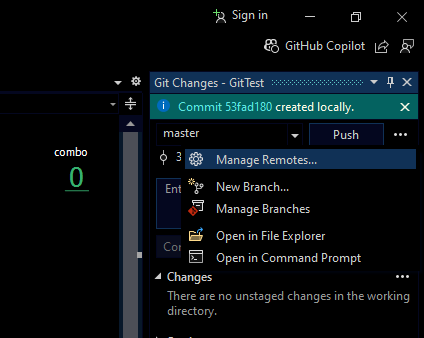 Sign in
GitHub Copilot
Git Changes - GitTest
Commit 53fad180 created locally.
master
Push
3
Manage Remotes...
combo
0
Ent
New Branch...
Manage Branches
Com
Open in File Explorer
Open in Command Prompt
Changes
There are no unstaged changes in the working
directory.